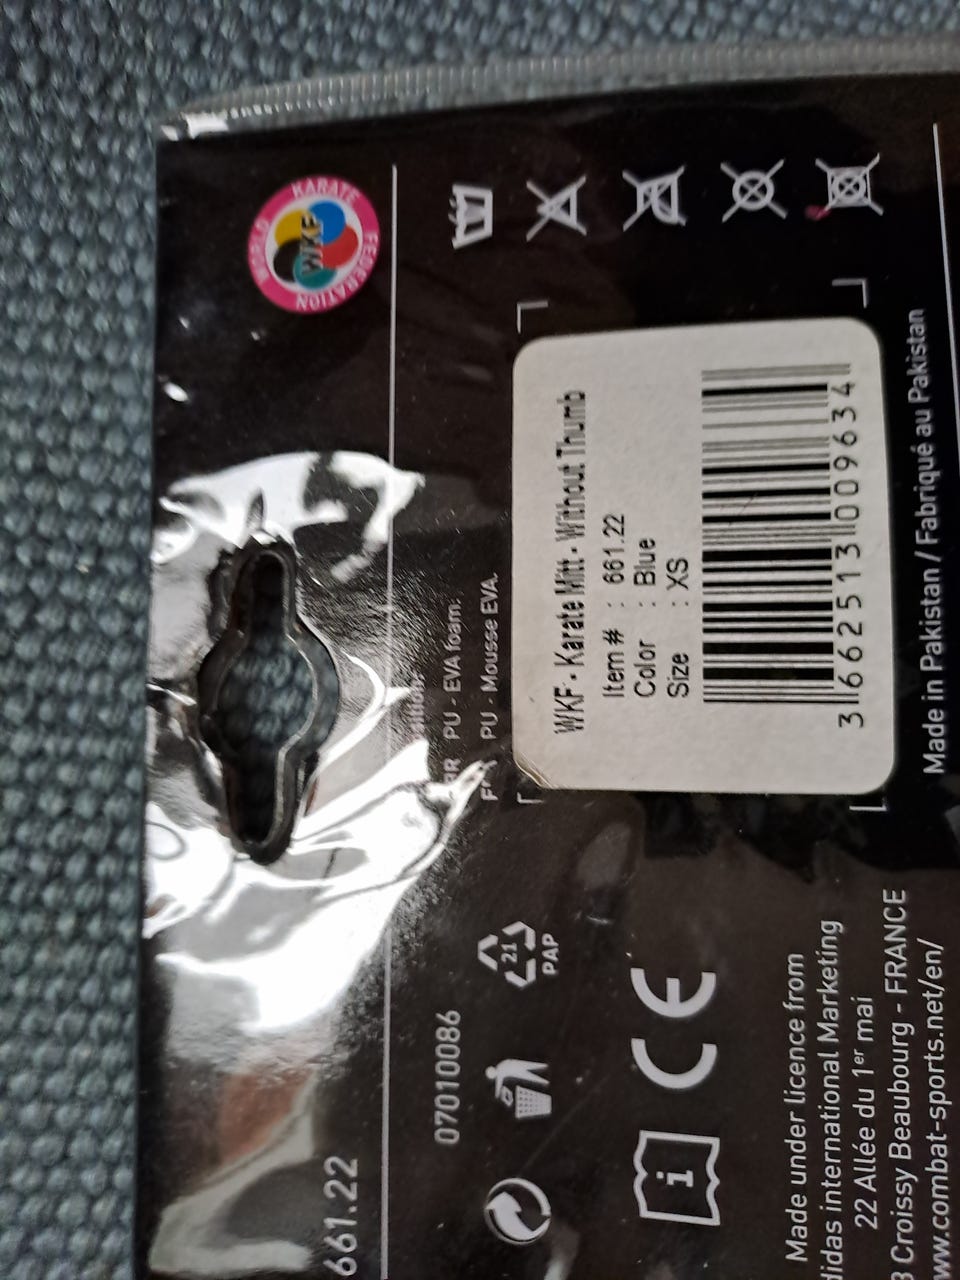 WORLD KARATE FEDERATION
WKF
661.22
07010086
21
PAP
PU - EVA foam.
PU - Mousse EVA.
WKF - Karate Mitt - Without Thumb
Item # : 661.22
Color : Blue
Size : XS
3 662513 009634
Made in Pakistan / Fabriqué au Pakistan
i
CE
Made under licence from
international Marketing
22 Allée du 1er mai
Croissy Beaubourg - FRANCE
.combat-sports.net/en/